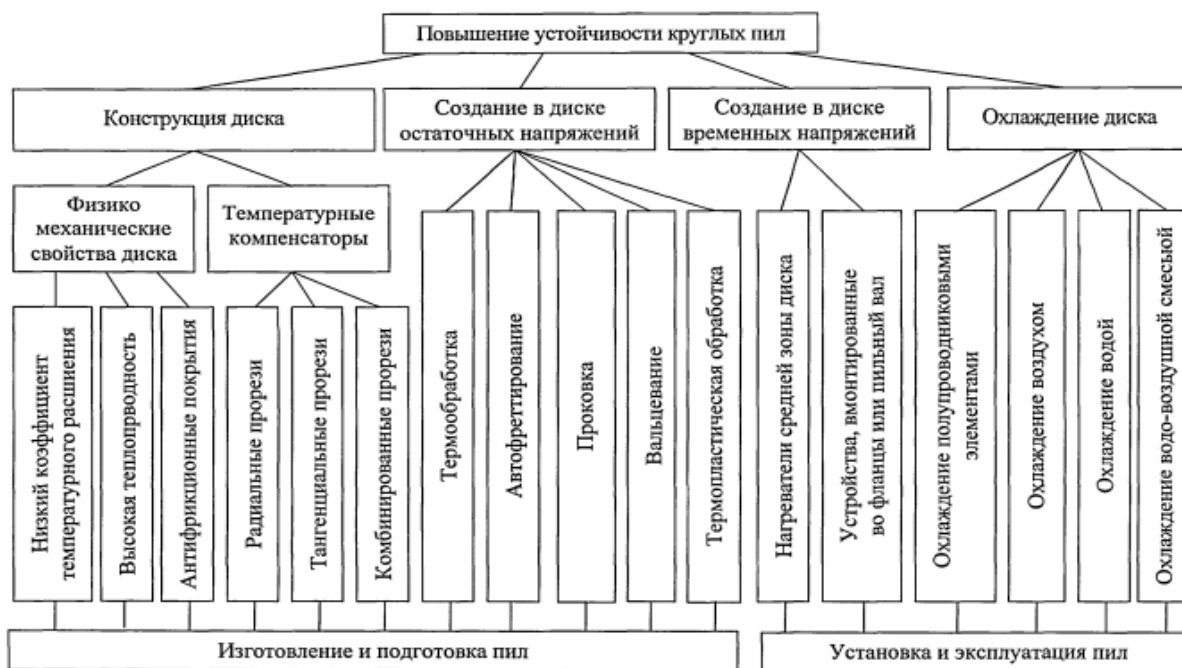 Повышение устойчивости круглых пил
Конструкция диска
Создание в диске
остаточных напряжений
Создание в диске
временных напряжений
Охлаждение диска
Физико
механические
свойства диска
Температурные
компенсаторы
Низкий коэффициент
температурного расшиения
Высокая теплопрводность
Антифрикционные покрытия
Радиальные прорези
Тангенциальные прорези
Комбинированные прорези
Термообработка
Автофреттирование
Проковка
Вальцевание
Термопластическая обработка
Нагреватели средней зоны диска
Устройства, вмонтированные
во фланцы или пильный вал
Охлаждение полупроводниковыми
элементами
Охлаждение воздухом
Охлаждение водой
Охлаждение водо-воздушной смесьюй
Изготовление и подготовка пил
Установка и эксплуатация пил